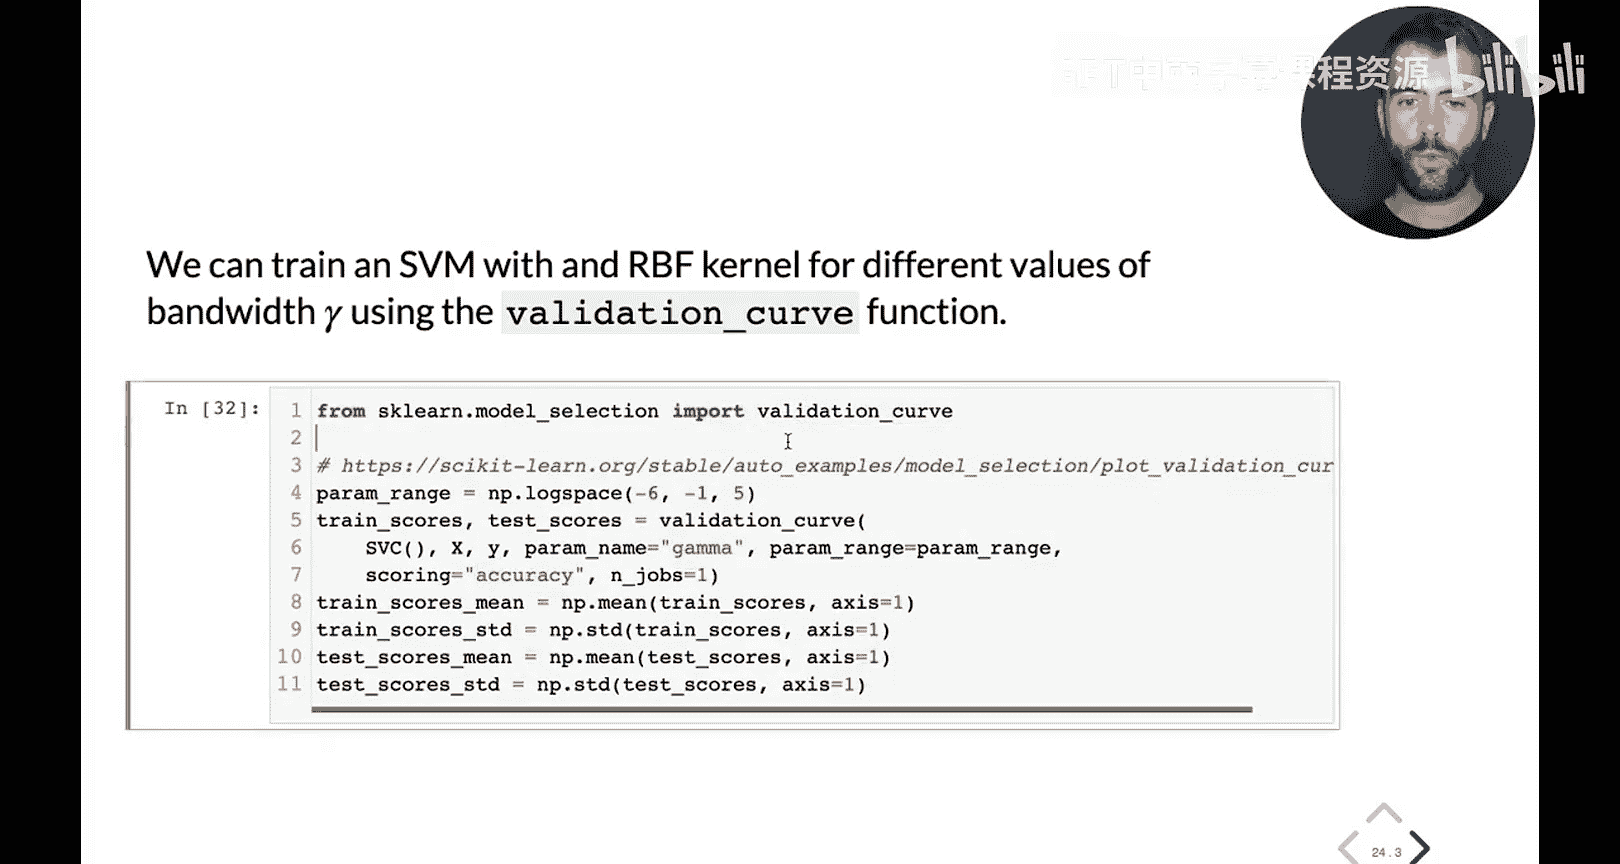 课程资源 bilibili
We can train an SVM with and RBF kernel for different values of
bandwidth γ using the validation_curve function.
In [32]:
1 from sklearn.model_selection import validation_curve
2
3 # https://scikit-learn.org/stable/auto_examples/model_selection/plot_validation_cur
4 param_range = np.logspace(-6, -1, 5)
5 train_scores, test_scores = validation_curve(
6 SVC(), X, y, param_name="gamma", param_range=param_range,
7 scoring="accuracy", n_jobs=1)
8 train_scores_mean = np.mean(train_scores, axis=1)
9 train_scores_std = np.std(train_scores, axis=1)
10 test_scores_mean = np.mean(test_scores, axis=1)
11 test_scores_std = np.std(test_scores, axis=1)
24.3